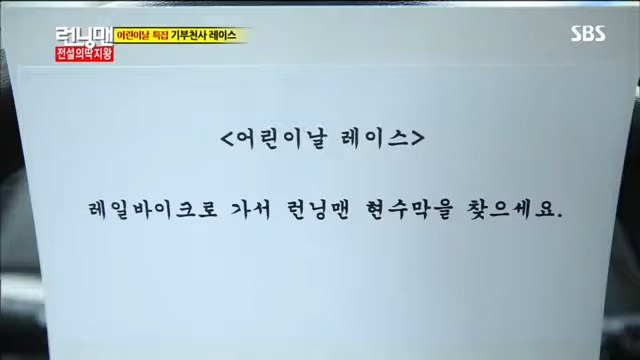 런닝맨 어린이날 특집 기부천사 레이스
전설의딱지왕
SBS
<어린이날 레이스>
레일바이크로 가서 런닝맨 현수막을 찾으세요.